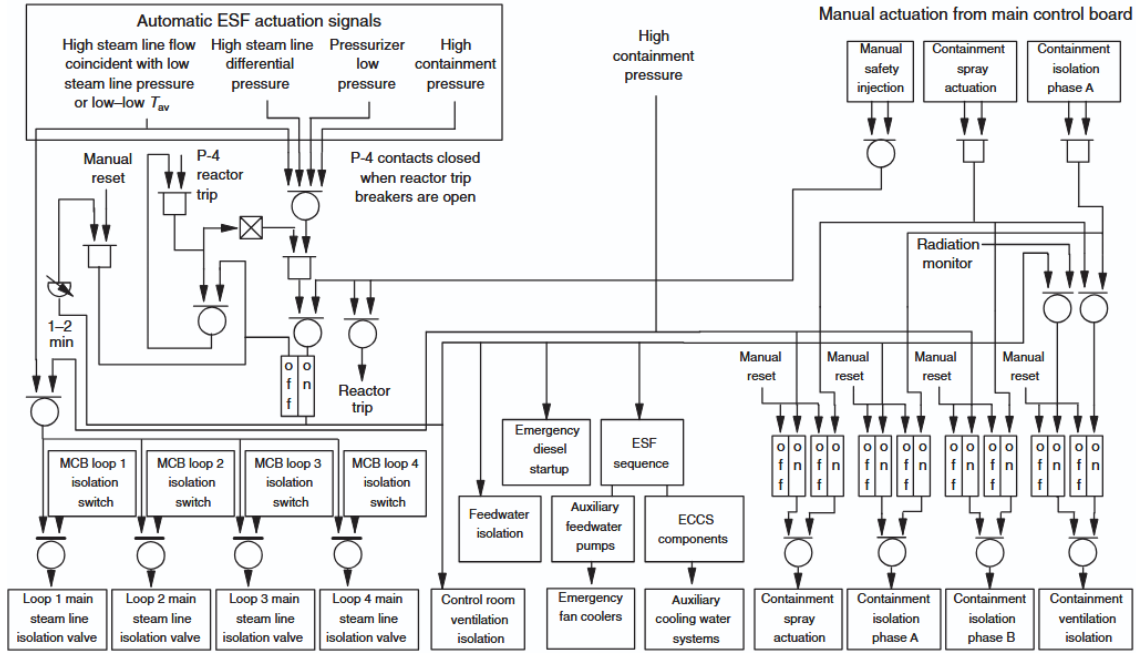 Automatic ESF actuation signals
High steam line flow
coincident with low
steam line pressure
or low–low Tav
High steam line
differential
pressure
Pressurizer
low
pressure
High
containment
pressure
High
containment
pressure
Manual actuation from main control board
Manual
safety
injection
Containment
spray
actuation
Containment
isolation
phase A
Manual
reset
P-4
reactor
trip
P-4 contacts closed
when reactor trip
breakers are open
Radiation
monitor
1–2
min
o
f
f
o
n
Reactor
trip
Manual
reset
Manual
reset
Manual
reset
Manual
reset
o
f
f
o
n
o
f
f
o
n
o
f
f
o
n
o
f
f
o
n
o
f
f
o
n
o
f
f
o
n
o
f
f
o
n
o
f
f
o
n
MCB loop 1
isolation
switch
MCB loop 2
isolation
switch
MCB loop 3
isolation
switch
MCB loop 4
isolation
switch
Emergency
diesel
startup
ESF
sequence
Feedwater
isolation
Auxiliary
feedwater
pumps
ECCS
components
Loop 1 main
steam line
isolation valve
Loop 2 main
steam line
isolation valve
Loop 3 main
steam line
isolation valve
Loop 4 main
steam line
isolation valve
Control room
ventilation
isolation
Emergency
fan coolers
Auxiliary
cooling water
systems
Containment
spray
actuation
Containment
isolation
phase A
Containment
isolation
phase B
Containment
ventilation
isolation